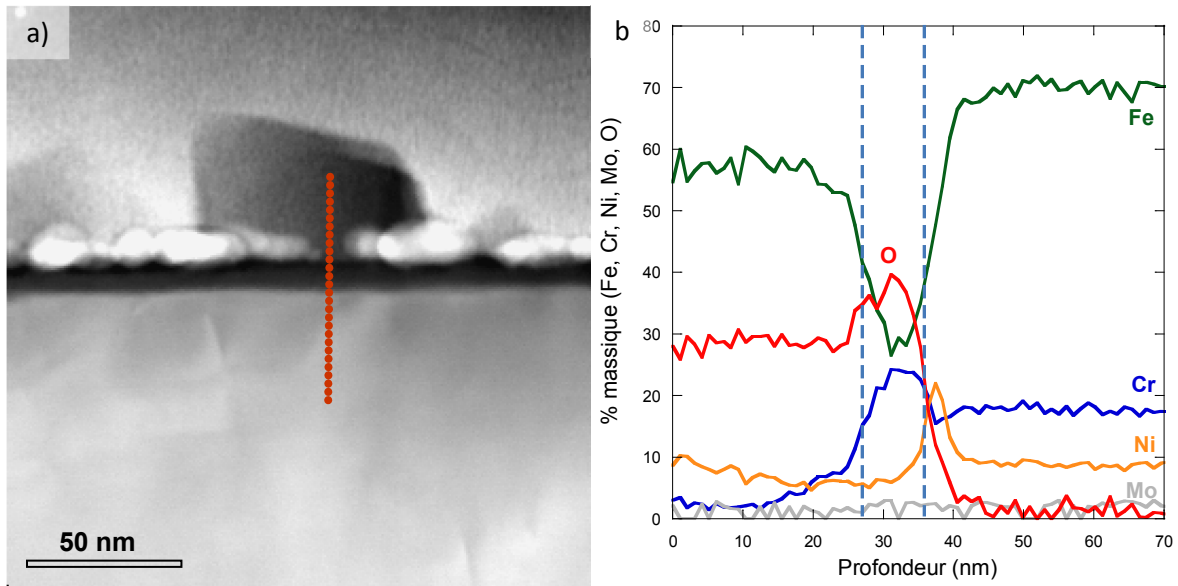 a)
50 nm
b
% massique (Fe, Cr, Ni, Mo, O)
80
70
60
50
40
30
20
10
0
Fe
O
Cr
Ni
Mo
0 10 20 30 40 50 60 70
Profondeur (nm)